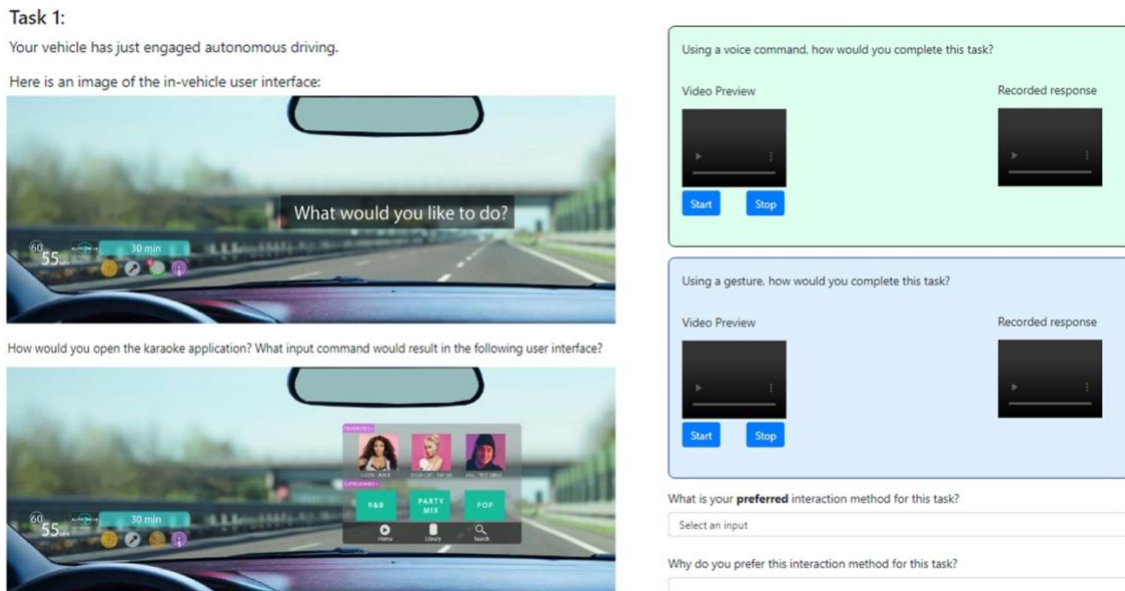 Task 1:
Your vehicle has just engaged autonomous driving.
Here is an image of the in-vehicle user interface:
What would you like to do?
60
55
30 min
How would you open the karaoke application? What input command would result in the following user interface?
FAVORITES
CATEGORIES
R&B
PARTY
MIX
POP
60
55
30 min
Home
Library
Search
Using a voice command, how would you complete this task?
Video Preview
Recorded response
Start
Stop
Using a gesture, how would you complete this task?
Video Preview
Recorded response
Start
Stop
What is your preferred interaction method for this task?
Select an input
Why do you prefer this interaction method for this task?